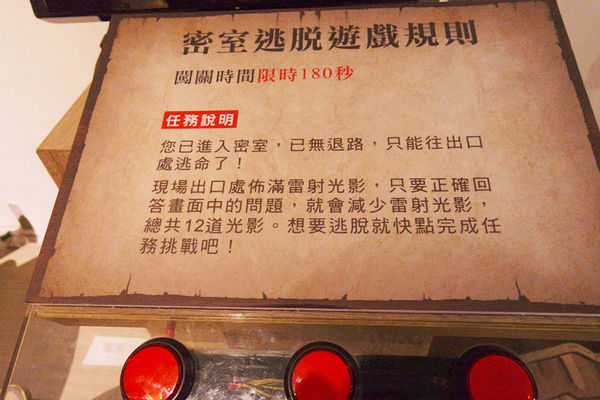 密室逃脫遊戲規則
闖關時間限時180秒
任務說明
您已進入密室，已無退路，只能往出口
處逃命了！
現場出口處佈滿雷射光影，只要正確回
答畫面中的問題，就會減少雷射光影，
總共12道光影。想要逃脫就快點完成任
務挑戰吧！